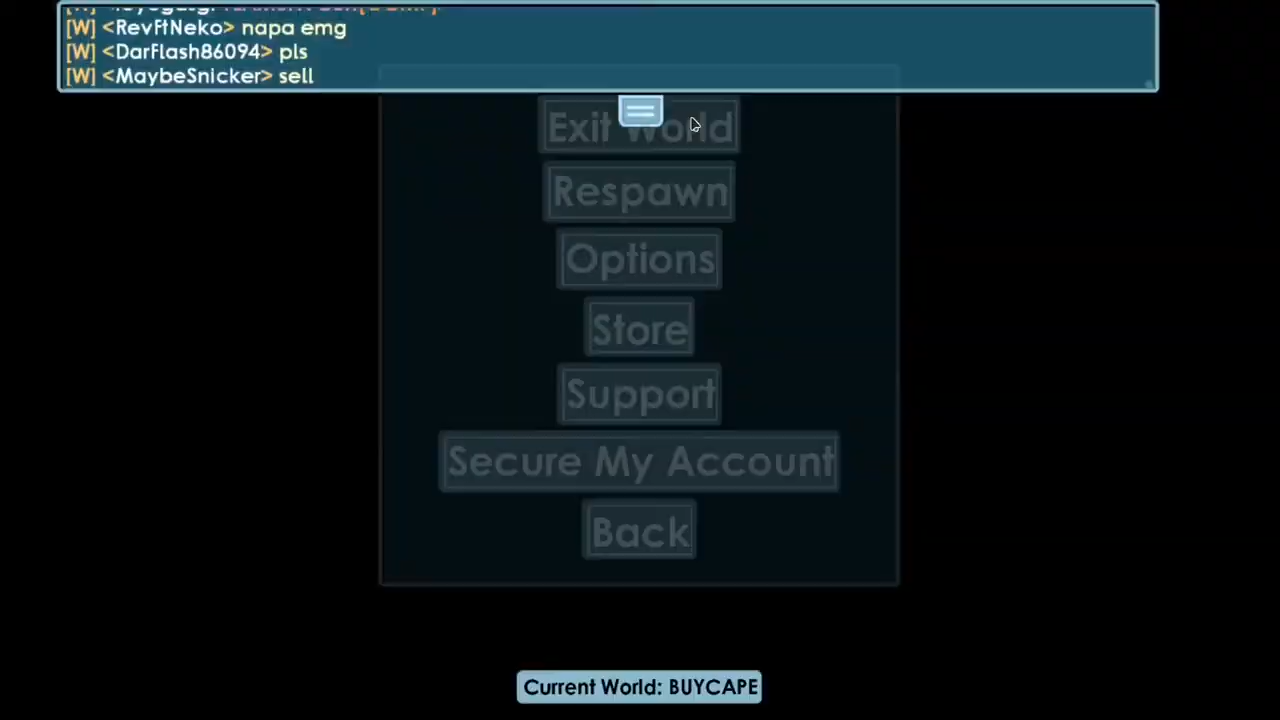 [W] <RevFtNeko> napa emg
[W] <DarFlash86094> pls
[W] <MaybeSnicker> sell
Exit World
Respawn
Options
Store
Support
Secure My Account
Back
Current World: BUYCAPE